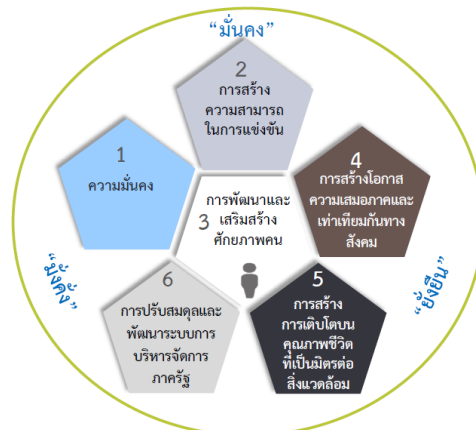 “มั่นคง”
2
การสร้าง
ความสามารถ
ในการแข่งขัน
1
ความมั่นคง
4
การสร้างโอกาส
ความเสมอภาคและ
เท่าเทียมกันทาง
สังคม
การพัฒนาและ
3 เสริมสร้าง
ศักยภาพคน
“มั่งคั่ง”
“ยั่งยืน”
6
การปรับสมดุลและ
พัฒนาระบบการ
บริหารจัดการ
ภาครัฐ
5
การสร้าง
การเติบโตบน
คุณภาพชีวิต
ที่เป็นมิตรต่อ
สิ่งแวดล้อม